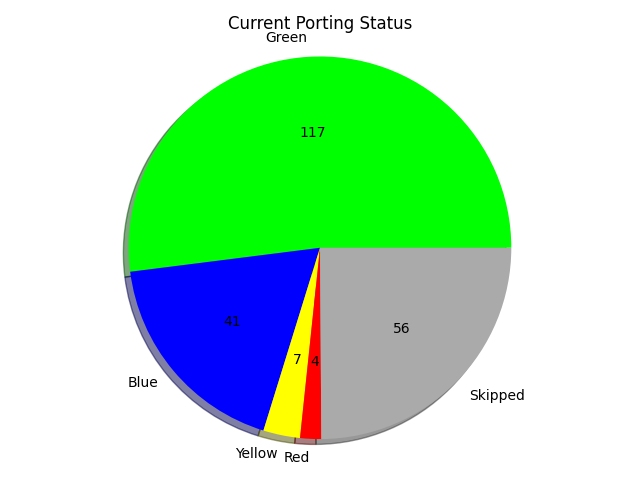 Current Porting Status
Green
117
41
56
7
4
Blue
Skipped
Yellow
Red